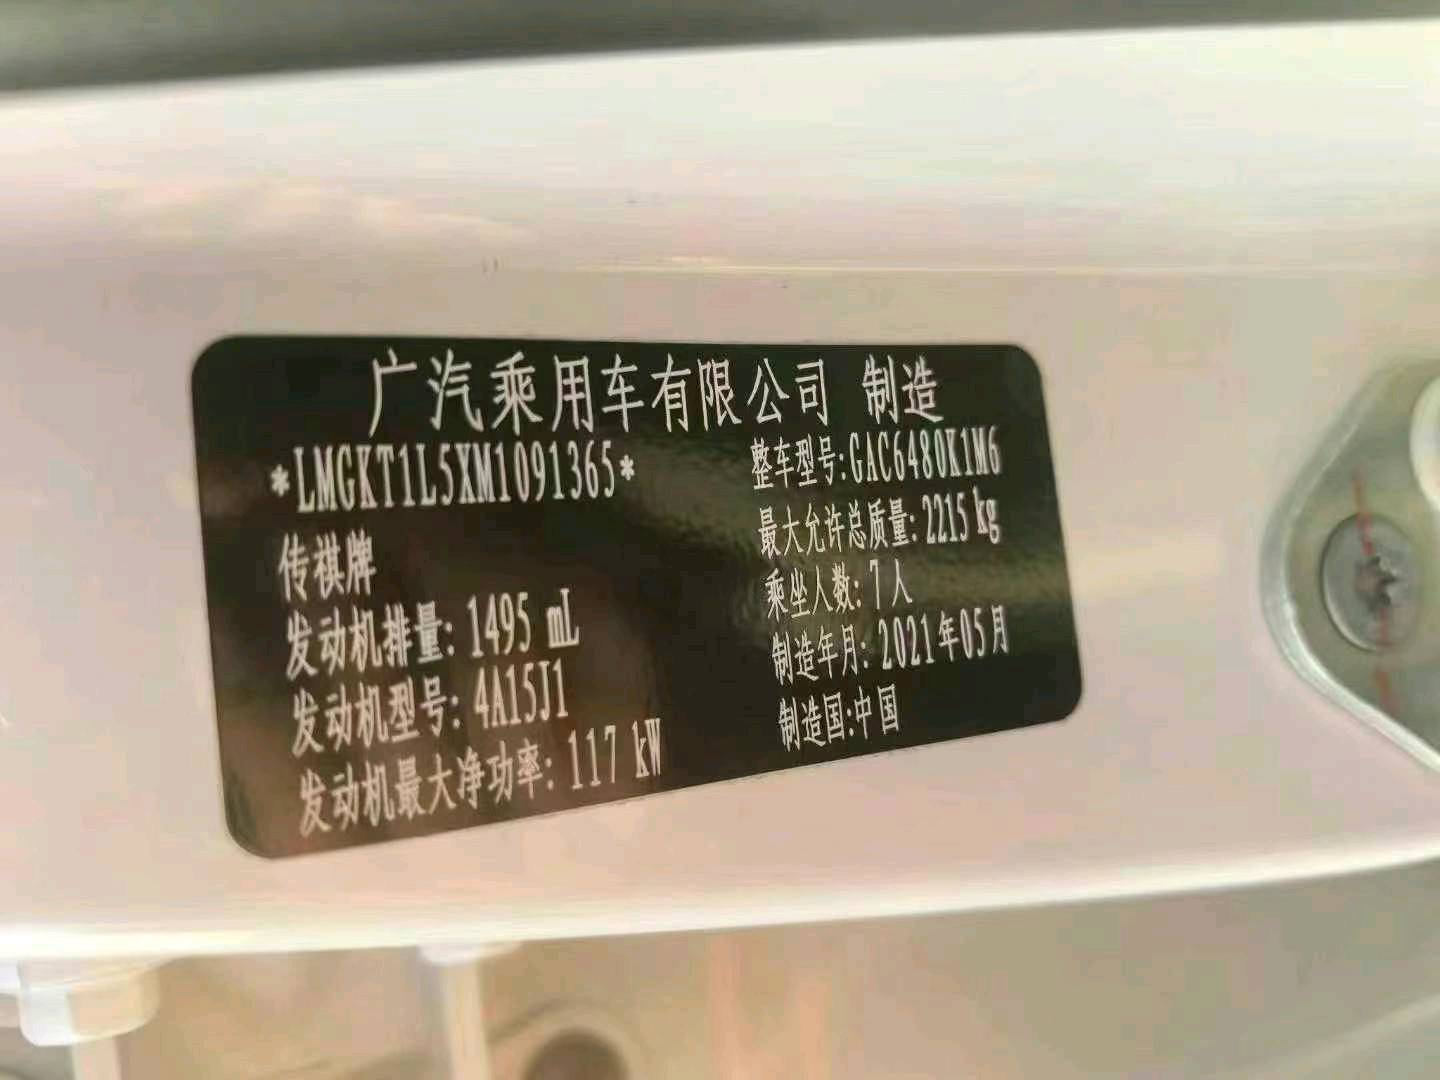 广汽乘用车有限公司 制造
*LMGKT1L5XM1091365*
传祺牌
发动机排量: 1495 mL
发动机型号: 4A15J1
发动机最大净功率: 117 kW
整车型号:GAC6480K1M6
最大允许总质量: 2215 kg
乘坐人数: 7人
制造年月: 2021年05月
制造国:中国